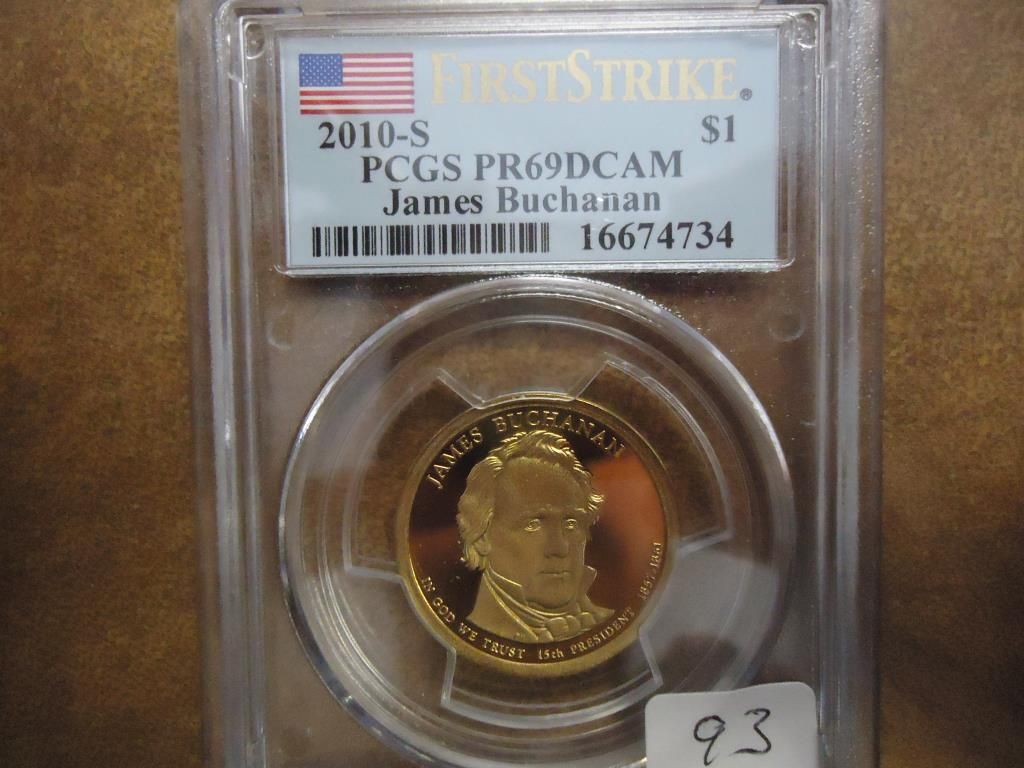 FIRSTSTRIKE®
2010-S $1
PCGS PR69DCAM
James Buchanan
16674734
JAMES BUCHANAN
IN GOD WE TRUST 15th PRESIDENT 1857-1861
93